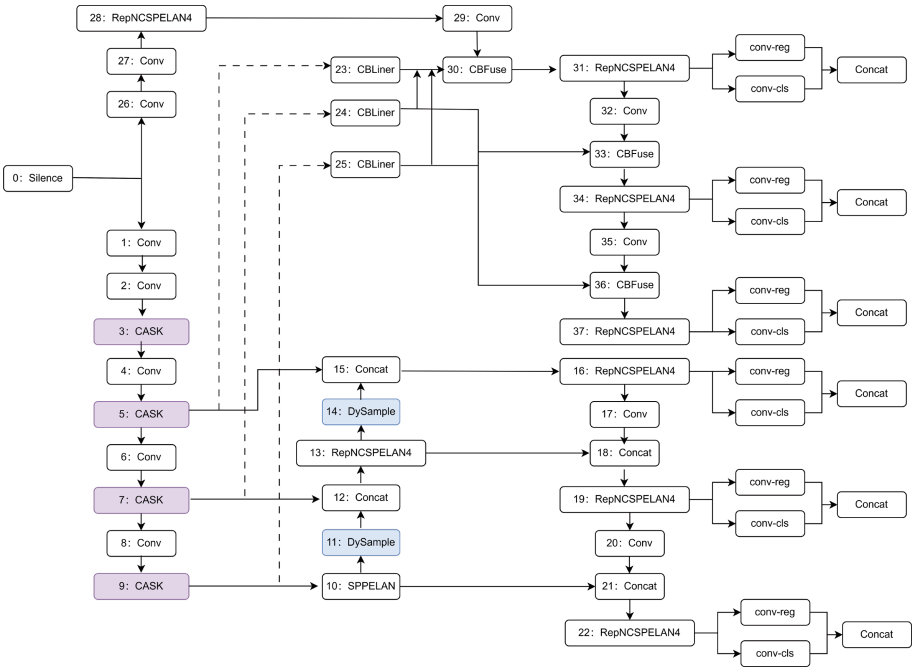 28: RepNCSPELAN4
29: Conv
27: Conv
23: CBLiner
30: CBFuse
31: RepNCSPELAN4
conv-reg
conv-cls
Concat
26: Conv
24: CBLiner
32: Conv
25: CBLiner
33: CBFuse
0: Silence
34: RepNCSPELAN4
conv-reg
conv-cls
Concat
1: Conv
35: Conv
2: Conv
36: CBFuse
3: CASK
37: RepNCSPELAN4
conv-reg
conv-cls
Concat
4: Conv
15: Concat
16: RepNCSPELAN4
conv-reg
conv-cls
Concat
5: CASK
14: DySample
17: Conv
6: Conv
13: RepNCSPELAN4
18: Concat
7: CASK
12: Concat
19: RepNCSPELAN4
conv-reg
conv-cls
Concat
8: Conv
11: DySample
20: Conv
9: CASK
10: SPPELAN
21: Concat
22: RepNCSPELAN4
conv-reg
conv-cls
Concat